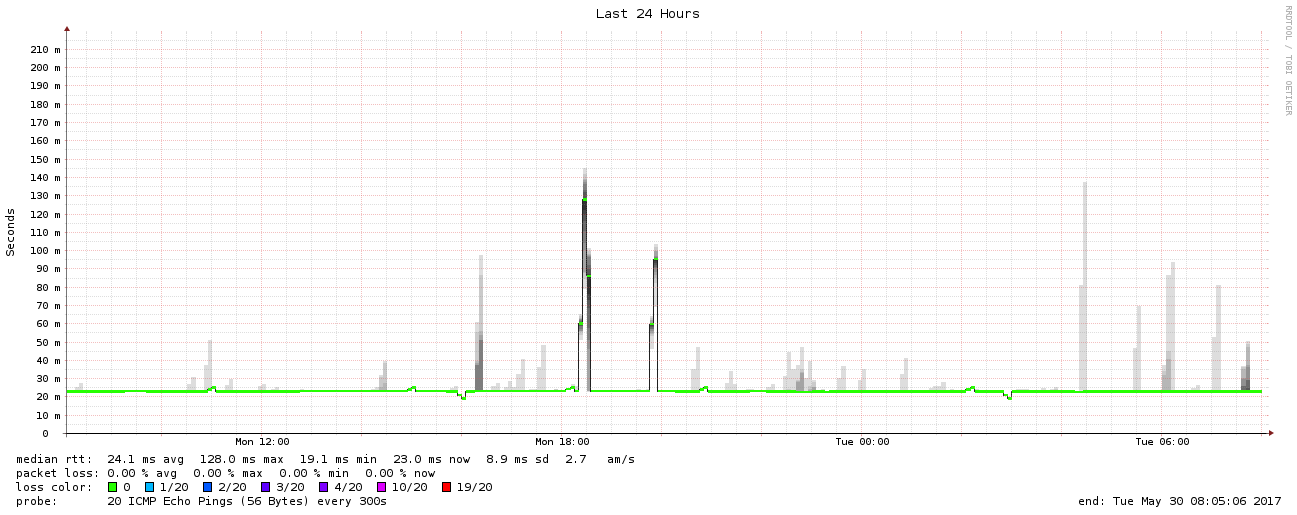 Last 24 Hours
RRDTOOL / TOBI OETIKER
Seconds
210 m
200 m
190 m
180 m
170 m
160 m
150 m
140 m
130 m
120 m
110 m
100 m
90 m
80 m
70 m
60 m
50 m
40 m
30 m
20 m
10 m
0
Mon 12:00 Mon 18:00 Tue 00:00 Tue 06:00
median rtt: 24.1 ms avg 128.0 ms max 19.1 ms min 23.0 ms now 8.9 ms sd 2.7 am/s
packet loss: 0.00 % avg 0.00 % max 0.00 % min 0.00 % now
loss color: 0 1/20 2/20 3/20 4/20 10/20 19/20
probe: 20 ICMP Echo Pings (56 Bytes) every 300s end: Tue May 30 08:05:06 2017